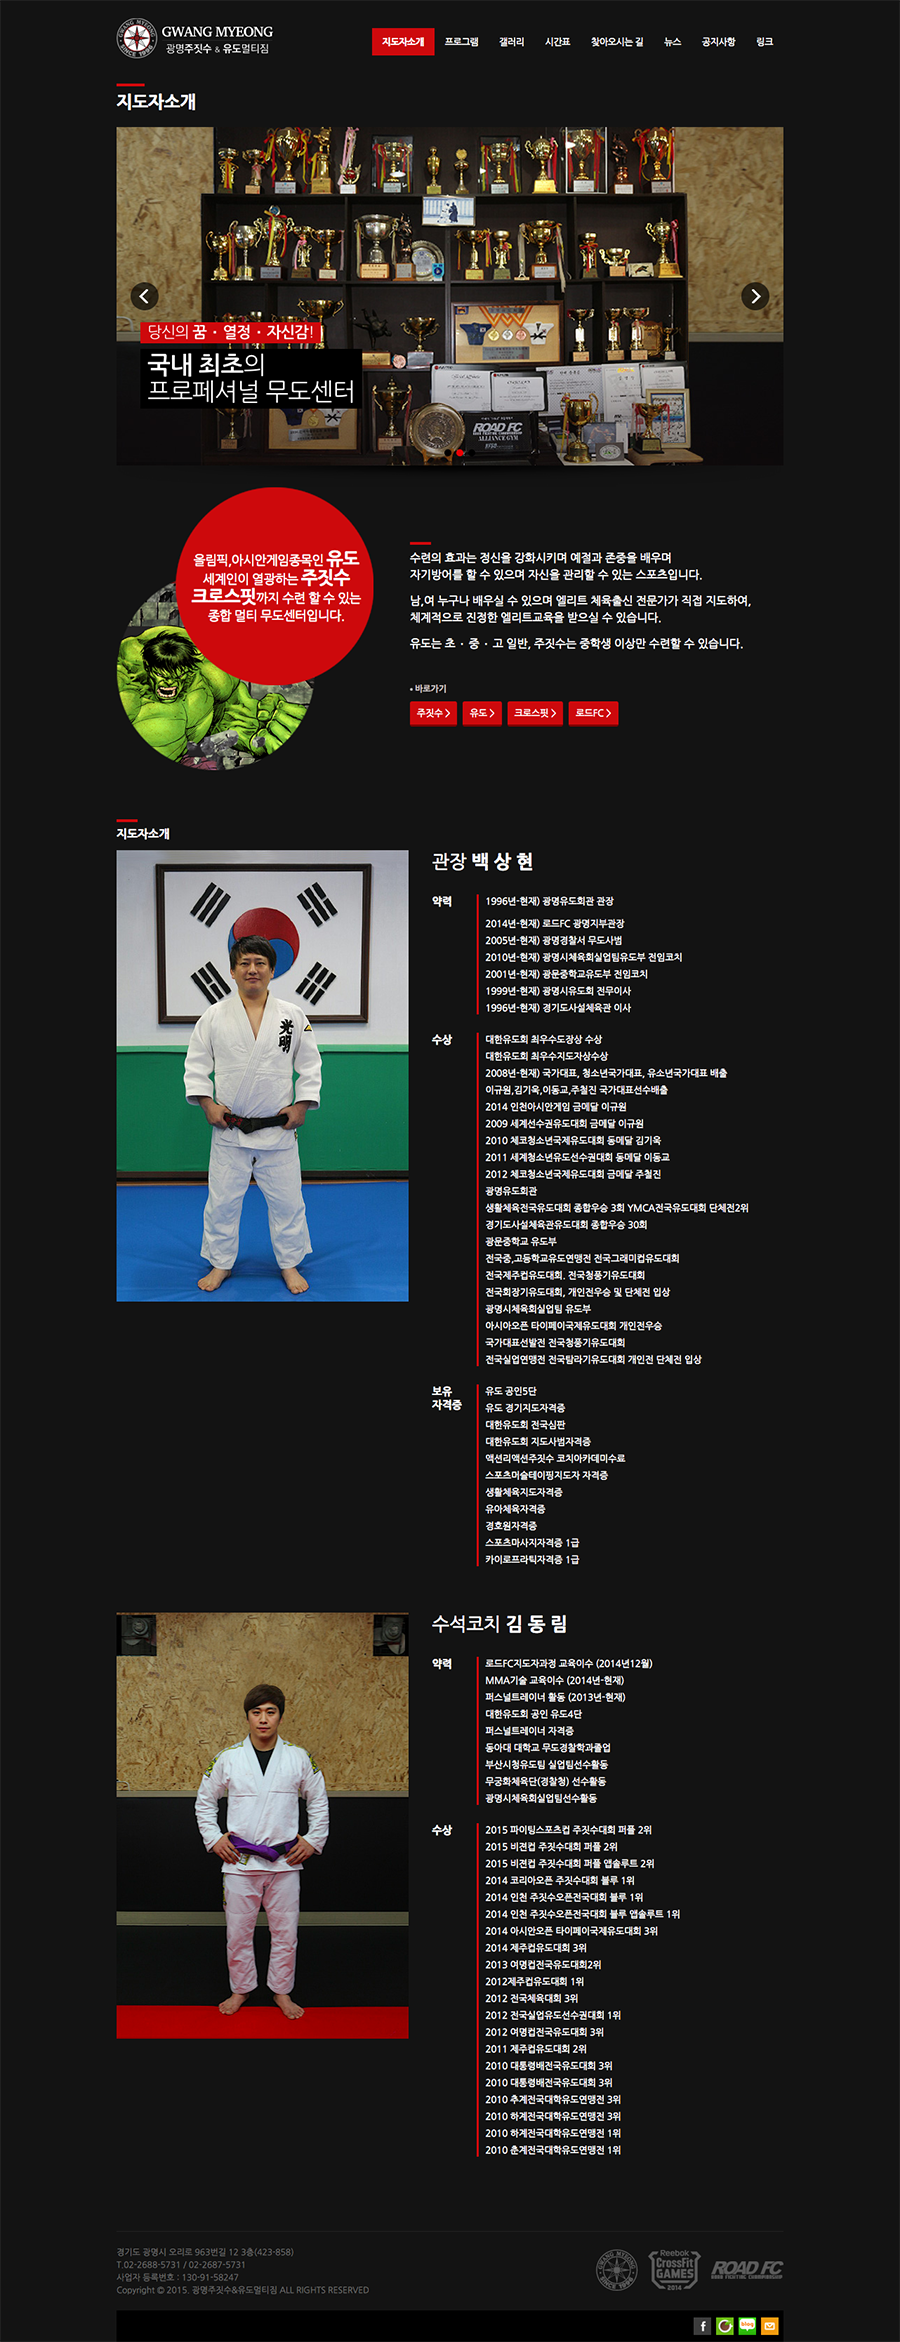 GWANG MYEONG
SINCE 1996
GWANG MYEONG
광명주짓수 & 유도멀티짐
지도자소개
프로그램
갤러리
시간표
찾아오시는 길
뉴스
공지사항
링크
지도자소개
당신의 꿈 · 열정 · 자신감!
국내 최초의
프로페셔널 무도센터
ROAD FC
ALLIANCE GYM
올림픽,아시안게임종목인 유도
세계인이 열광하는 주짓수
크로스핏까지 수련 할 수 있는
종합 멀티 무도센터입니다.
수련의 효과는 정신을 강화시키며 예절과 존중을 배우며
자기방어를 할 수 있으며 자신을 관리할 수 있는 스포츠입니다.
남,여 누구나 배우실 수 있으며 엘리트 체육출신 전문가가 직접 지도하여,
체계적으로 진정한 엘리트교육을 받으실 수 있습니다.
유도는 초 · 중 · 고 일반, 주짓수는 중학생 이상만 수련할 수 있습니다.
▪ 바로가기
주짓수 >
유도 >
크로스핏 >
로드FC >
지도자소개
관장 백 상 현
약력
1996년-현재) 광명유도회관 관장
2014년-현재) 로드FC 광명지부관장
2005년-현재) 광명경찰서 무도사범
2010년-현재) 광명시체육회실업팀유도부 전임코치
2001년-현재) 광문중학교유도부 전임코치
1999년-현재) 광명시유도회 전무이사
1996년-현재) 경기도사설체육관 이사
수상
대한유도회 최우수도장상 수상
대한유도회 최우수지도자상수상
2008년-현재) 국가대표, 청소년국가대표, 유소년국가대표 배출
이규원,김기욱,이동교,주철진 국가대표선수배출
2014 인천아시안게임 금메달 이규원
2009 세계선수권유도대회 금메달 이규원
2010 체코청소년국제유도대회 동메달 김기욱
2011 세계청소년유도선수권대회 동메달 이동교
2012 체코청소년국제유도대회 금메달 주철진
광명유도회관
생활체육전국유도대회 종합우승 3회 YMCA전국유도대회 단체전2위
경기도사설체육관유도대회 종합우승 30회
광문중학교 유도부
전국중,고등학교유도연맹전 전국그래미컵유도대회
전국제주컵유도대회. 전국청풍기유도대회
전국회장기유도대회, 개인전우승 및 단체전 입상
광명시체육회실업팀 유도부
아시아오픈 타이페이국제유도대회 개인전우승
국가대표선발전 전국청풍기유도대회
전국실업연맹전 전국탐라기유도대회 개인전 단체전 입상
보유
자격증
유도 공인5단
유도 경기지도자격증
대한유도회 전국심판
대한유도회 지도사범자격증
액션리액션주짓수 코치아카데미수료
스포츠머슬테이핑지도자 자격증
생활체육지도자격증
유아체육자격증
경호원자격증
스포츠마사지자격증 1급
카이로프라틱자격증 1급
光明
수석코치 김 동 림
약력
로드FC지도자과정 교육이수 (2014년12월)
MMA기술 교육이수 (2014년-현재)
퍼스널트레이너 활동 (2013년-현재)
대한유도회 공인 유도4단
퍼스널트레이너 자격증
동아대 대학교 무도경찰학과졸업
부산시청유도팀 실업팀선수활동
무궁화체육단(경찰청) 선수활동
광명시체육회실업팀선수활동
수상
2015 파이팅스포츠컵 주짓수대회 퍼플 2위
2015 비젼컵 주짓수대회 퍼플 2위
2015 비젼컵 주짓수대회 퍼플 앱솔루트 2위
2014 코리아오픈 주짓수대회 블루 1위
2014 인천 주짓수오픈전국대회 블루 1위
2014 인천 주짓수오픈전국대회 블루 앱솔루트 1위
2014 아시안오픈 타이페이국제유도대회 3위
2014 제주컵유도대회 3위
2013 여명컵전국유도대회2위
2012제주컵유도대회 1위
2012 전국체육대회 3위
2012 전국실업유도선수권대회 1위
2012 여명컵전국유도대회 3위
2011 제주컵유도대회 2위
2010 대통령배전국유도대회 3위
2010 대통령배전국유도대회 3위
2010 추계전국대학유도연맹전 3위
2010 하계전국대학유도연맹전 3위
2010 하계전국대학유도연맹전 1위
2010 춘계전국대학유도연맹전 1위
경기도 광명시 오리로 963번길 12 3층(423-858)
T.02-2688-5731 / 02-2687-5731
사업자 등록번호 : 130-91-58247
Copyright © 2015. 광명주짓수&유도멀티짐 ALL RIGHTS RESERVED
GWANG MYEONG
SINCE 1996
Reebok
CrossFit
GAMES
2014
ROAD FC
ROAD FIGHTING CHAMPIONSHIP
f
blog